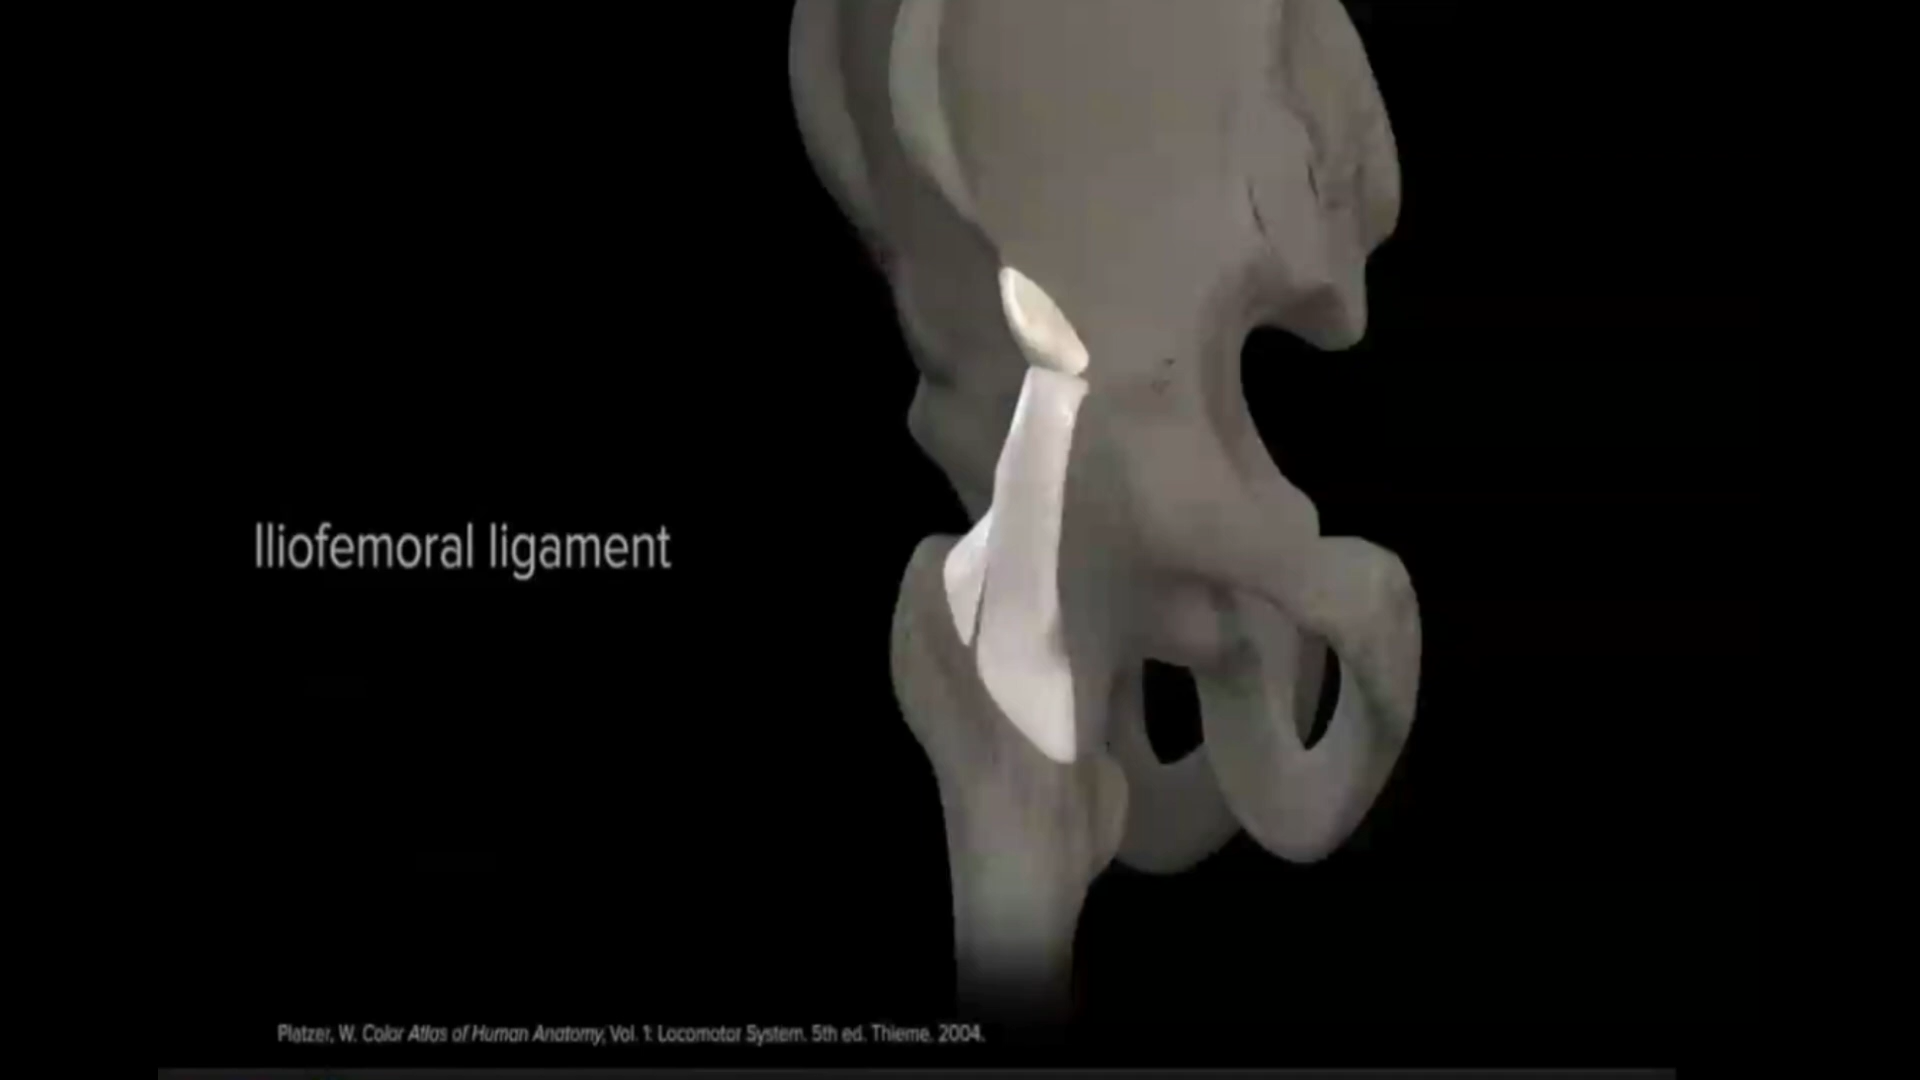 Iliofemoral ligament
Platzer, W. Color Atlas of Human Anatomy, Vol. 1: Locomotor System. 5th ed. Thieme. 2004.